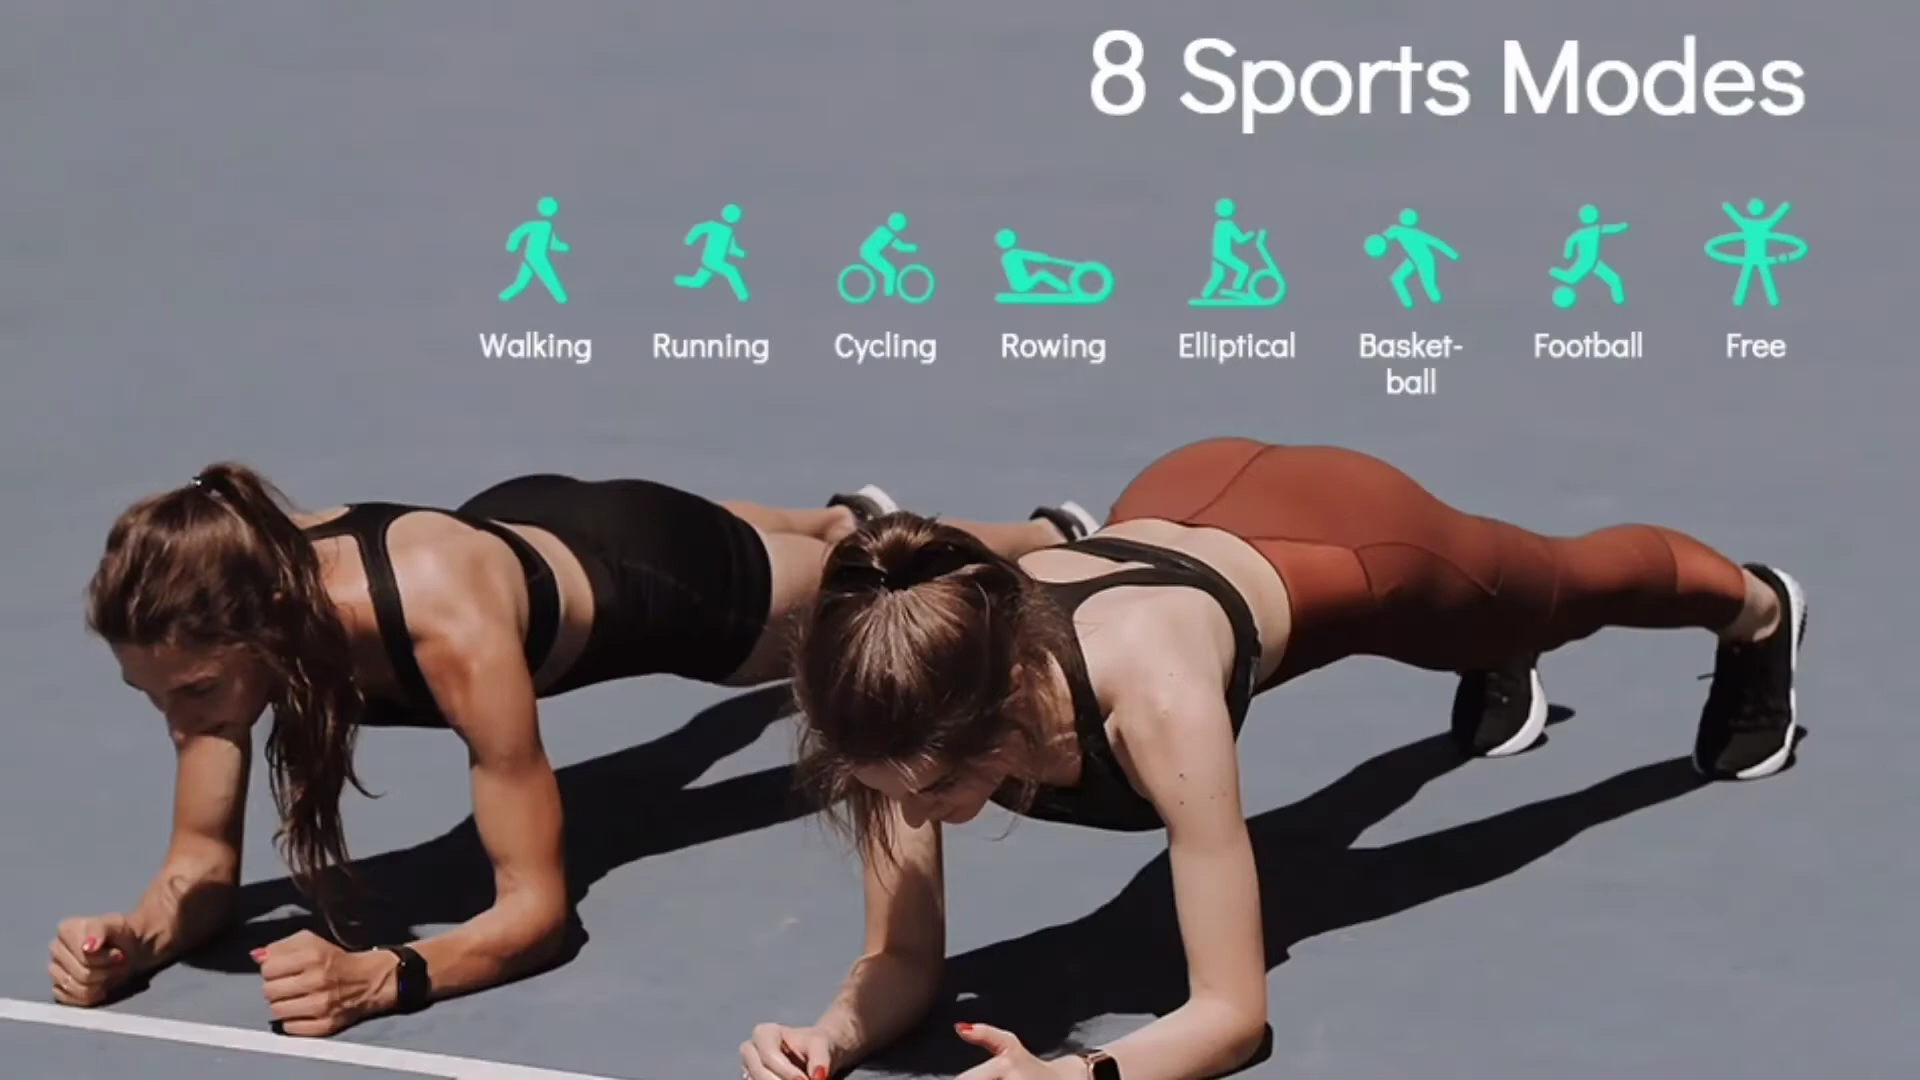 8 Sports Modes
Walking
Running
Cycling
Rowing
Elliptical
Basket-
ball
Football
Free